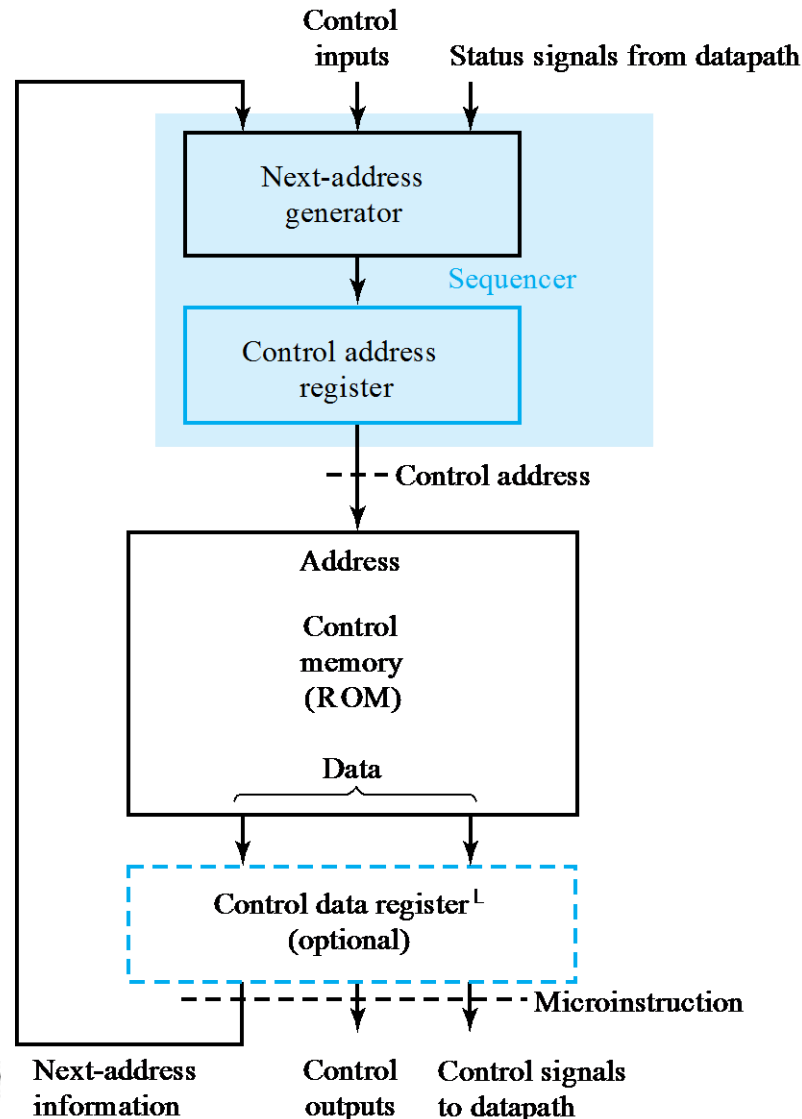 Control
inputs
Status signals from datapath
Next-address
generator
Sequencer
Control address
register
Control address
Address
Control
memory
(ROM)
Data
Control data register L
(optional)
Microinstruction
Next-address
information
Control
outputs
Control signals
to datapath